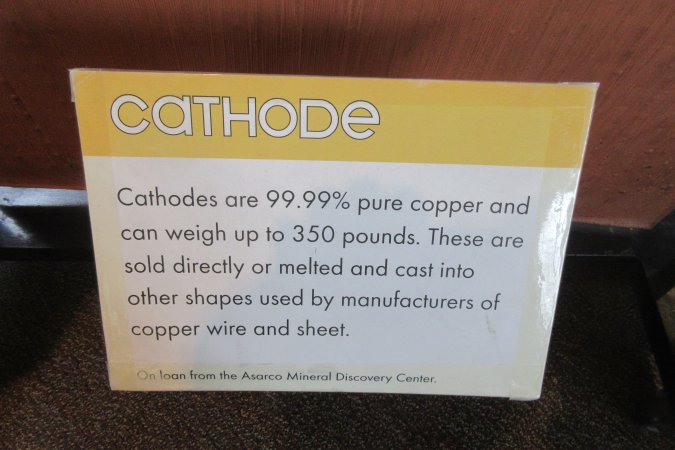 CATHODE
Cathodes are 99.99% pure copper and
can weigh up to 350 pounds. These are
sold directly or melted and cast into
other shapes used by manufacturers of
copper wire and sheet.
On loan from the Asarco Mineral Discovery Center.